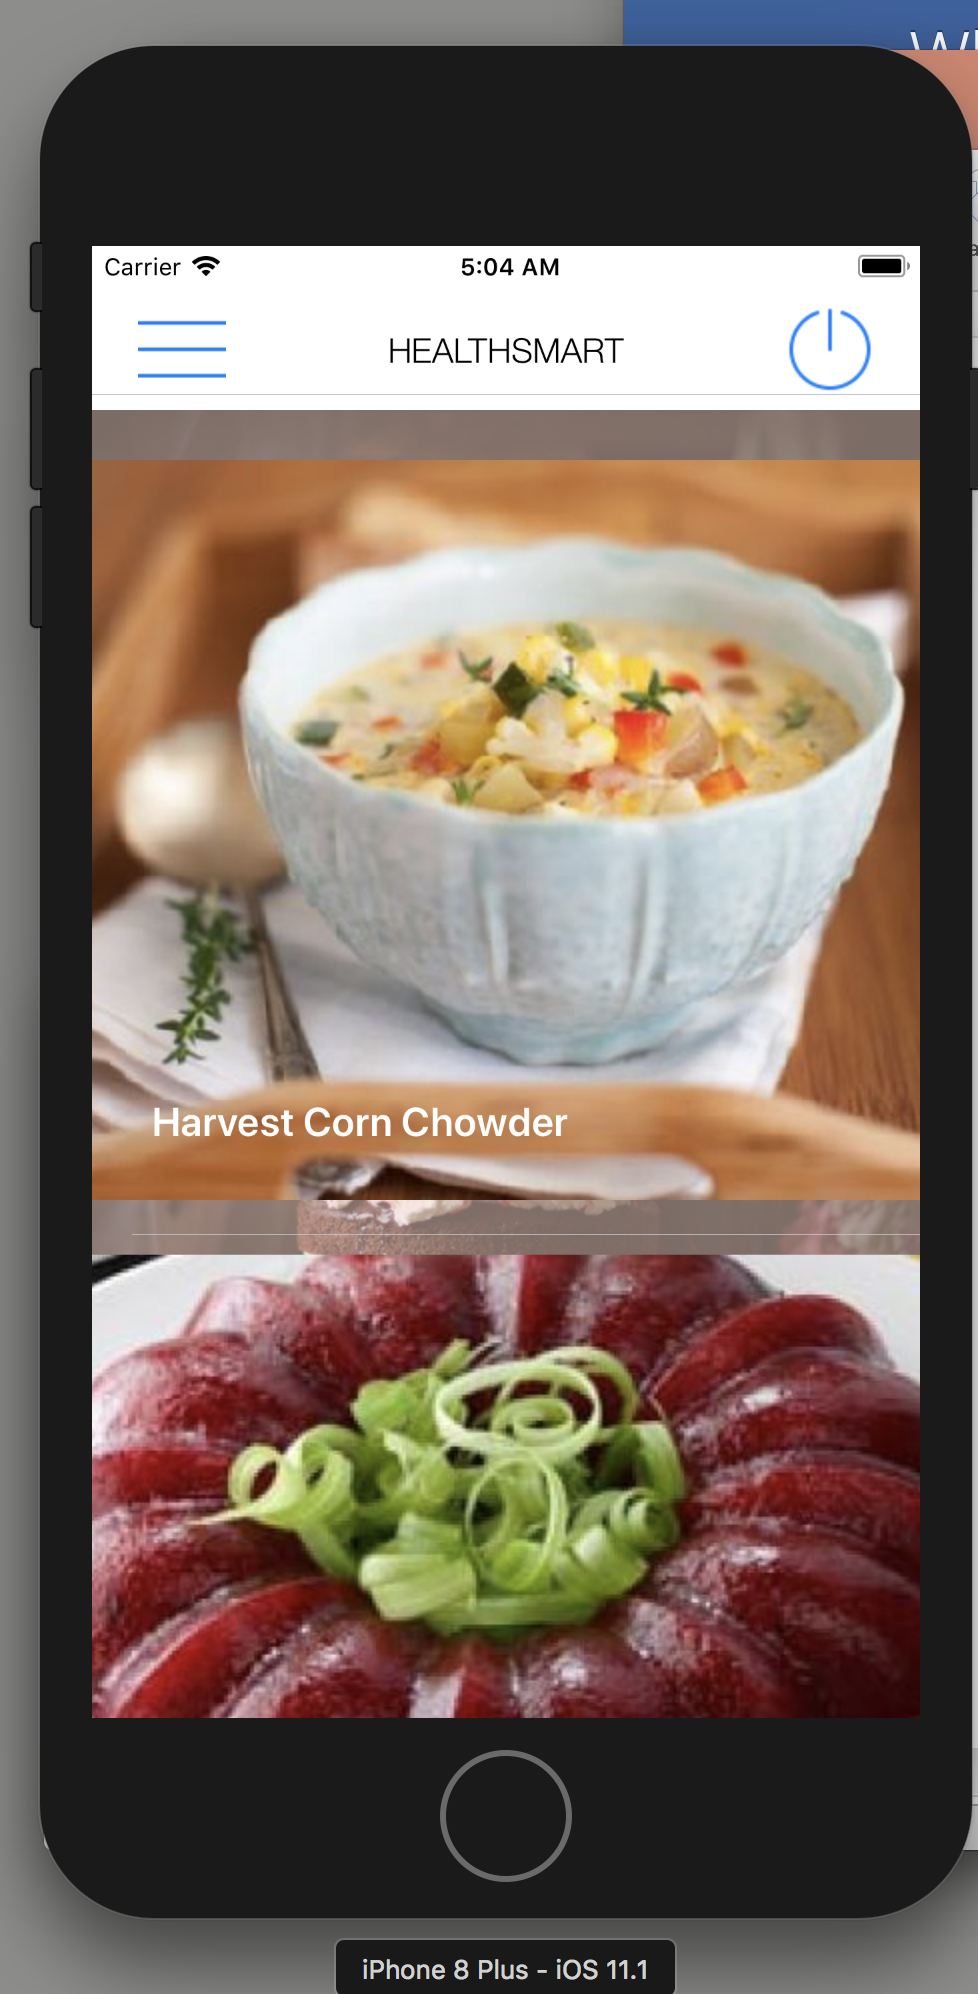 Carrier 5:04 AM
HEALTHSMART
Harvest Corn Chowder
iPhone 8 Plus - iOS 11.1